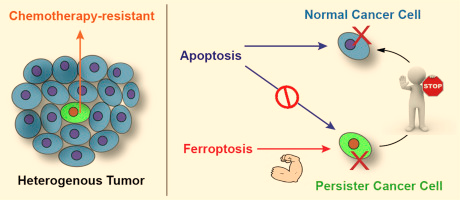 Chemotherapy-resistant
Heterogenous Tumor
Normal Cancer Cell
Apoptosis
STOP
Ferroptosis
Persister Cancer Cell